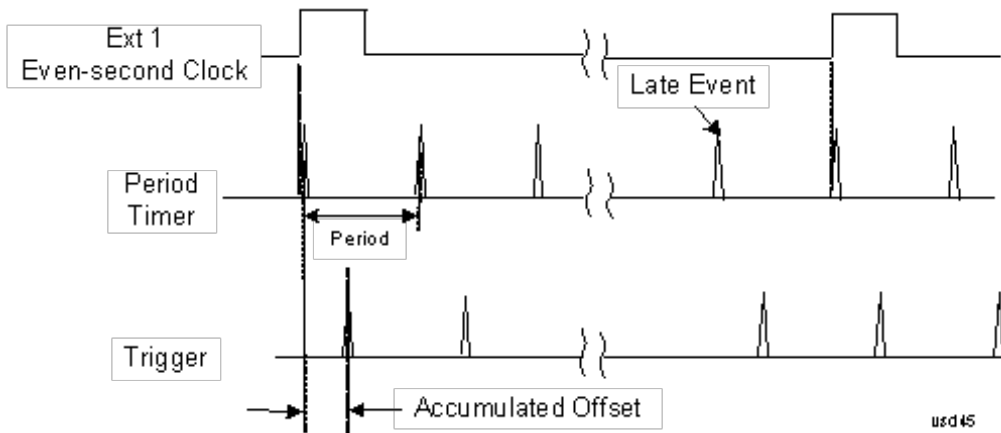 Ext 1
Even-second Clock
Late Event
Period
Timer
Period
Trigger
Accumulated Offset
usd45